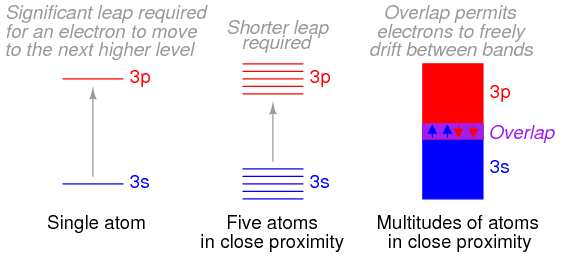 Significant leap required
for an electron to move
to the next higher level
3p
3s
Single atom
Shorter leap
required
3p
3s
Five atoms
in close proximity
Overlap permits
electrons to freely
drift between bands
3p
Overlap
3s
Multitudes of atoms
in close proximity